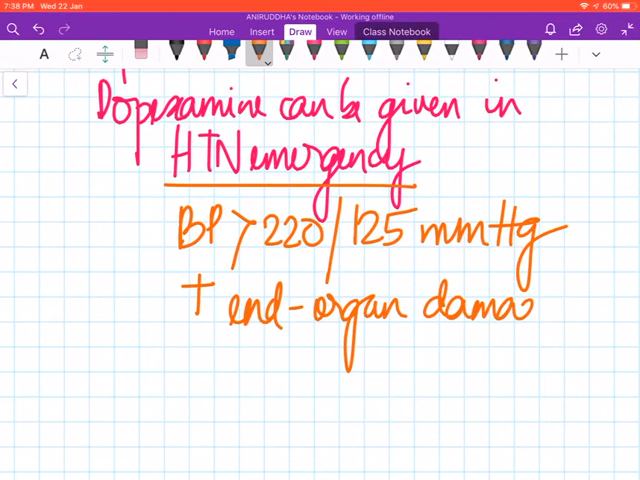 7:38 PM Wed 22 Jan
60%
ANIRUDDHA's Notebook - Working offline
Home Insert Draw View Class Notebook
A
Dopexamine can be given in
HTN emergency
BP > 220/125 mmHg
+ end-organ dama